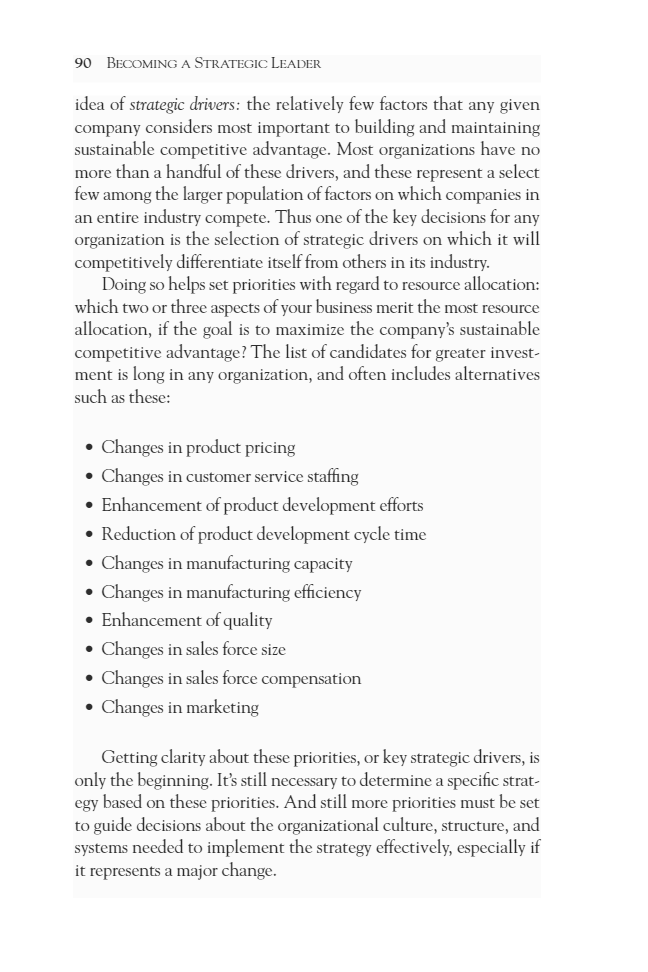 90 BECOMING A STRATEGIC LEADER
idea of strategic drivers: the relatively few factors that any given
company considers most important to building and maintaining
sustainable competitive advantage. Most organizations have no
more than a handful of these drivers, and these represent a select
few among the larger population of factors on which companies in
an entire industry compete. Thus one of the key decisions for any
organization is the selection of strategic drivers on which it will
competitively differentiate itself from others in its industry.
Doing so helps set priorities with regard to resource allocation:
which two or three aspects of your business merit the most resource
allocation, if the goal is to maximize the company's sustainable
competitive advantage? The list of candidates for greater invest-
ment is long in any organization, and often includes alternatives
such as these:
• Changes in product pricing
• Changes in customer service staffing
• Enhancement of product development efforts
• Reduction of product development cycle time
• Changes in manufacturing capacity
• Changes in manufacturing efficiency
• Enhancement of quality
• Changes in sales force size
• Changes in sales force compensation
• Changes in marketing
Getting clarity about these priorities, or key strategic drivers, is
only the beginning. It's still necessary to determine a specific strat-
egy based on these priorities. And still more priorities must be set
to guide decisions about the organizational culture, structure, and
systems needed to implement the strategy effectively, especially if
it represents a major change.